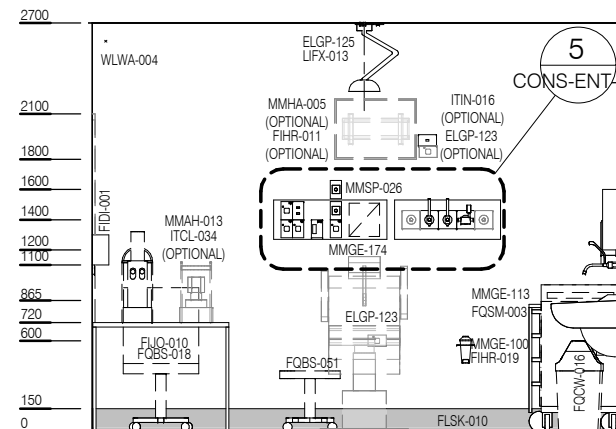 2700
WLWA-004
ELGP-125
LIFX-013
5
CONS-ENT-
2100
MMHA-005
(OPTIONAL)
FIHR-011
(OPTIONAL)
ITIN-016
(OPTIONAL)
ELGP-123
(OPTIONAL)
1800
1600
MMSP-026
1400
FIDI-001
MMAH-013
ITCL-034
(OPTIONAL)
1200
1100
MMGE-174
865
MMGE-113
FQSM-003
720
ELGP-123
600
FIJO-010
FQBS-018
MMGE-100
FIHR-019
FQBS-051
FQCW-016
150
FLSK-010
0